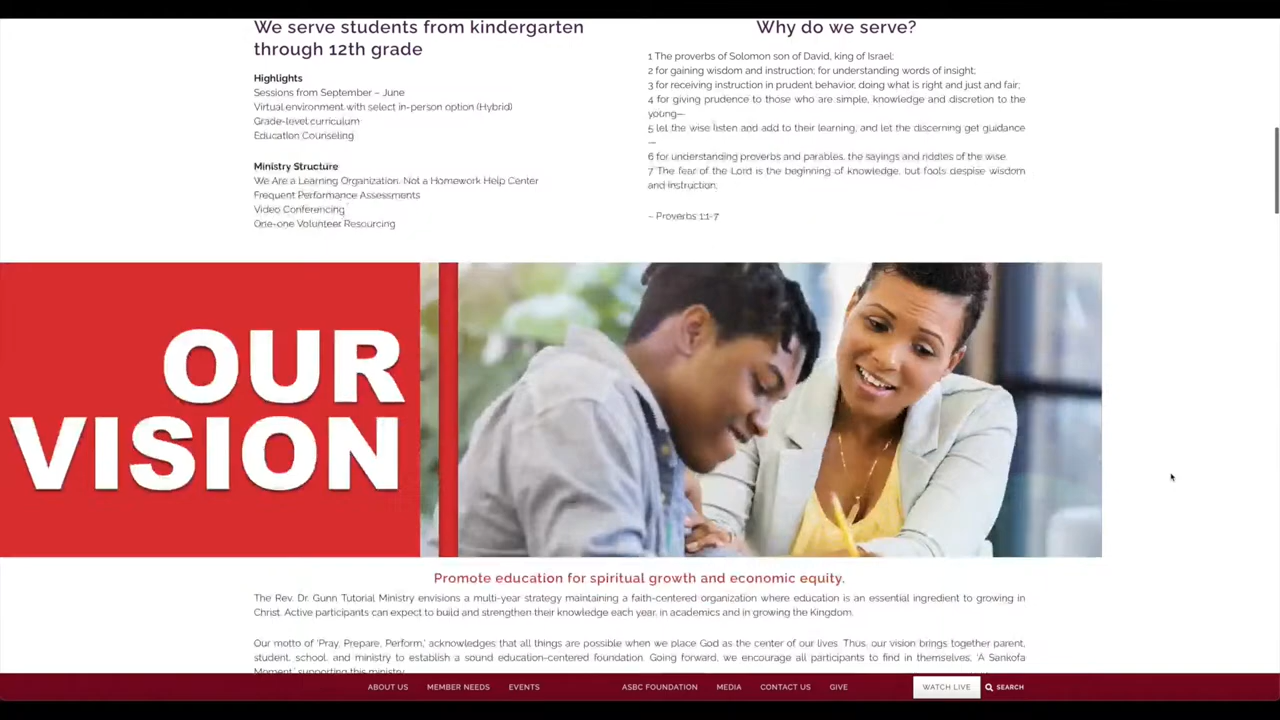 We serve students from kindergarten
through 12th grade
Highlights
Sessions from September – June
Virtual environment with select in-person option (Hybrid)
Grade-level curriculum
Education Counseling
Ministry Structure
We Are a Learning Organization, Not a Homework Help Center
Frequent Performance Assessments
Video Conferencing
One-one Volunteer Resourcing
Why do we serve?
1 The proverbs of Solomon son of David, king of Israel:
2 for gaining wisdom and instruction; for understanding words of insight;
3 for receiving instruction in prudent behavior, doing what is right and just and fair;
4 for giving prudence to those who are simple, knowledge and discretion to the
young—
5 let the wise listen and add to their learning, and let the discerning get guidance
—
6 for understanding proverbs and parables, the sayings and riddles of the wise.
7 The fear of the Lord is the beginning of knowledge, but fools despise wisdom
and instruction.
– Proverbs 1:1-7
OUR
VISION
Promote education for spiritual growth and economic equity.
The Rev. Dr. Gunn Tutorial Ministry envisions a multi-year strategy maintaining a faith-centered organization where education is an essential ingredient to growing in
Christ. Active participants can expect to build and strengthen their knowledge each year, in academics and in growing the Kingdom.
Our motto of 'Pray, Prepare, Perform,' acknowledges that all things are possible when we place God as the center of our lives. Thus, our vision brings together parent,
student, school, and ministry to establish a sound education-centered foundation. Going forward, we encourage all participants to find in themselves, 'A Sankofa
Moment,' supporting this ministry.
ABOUT US MEMBER NEEDS EVENTS ASBC FOUNDATION MEDIA CONTACT US GIVE WATCH LIVE SEARCH